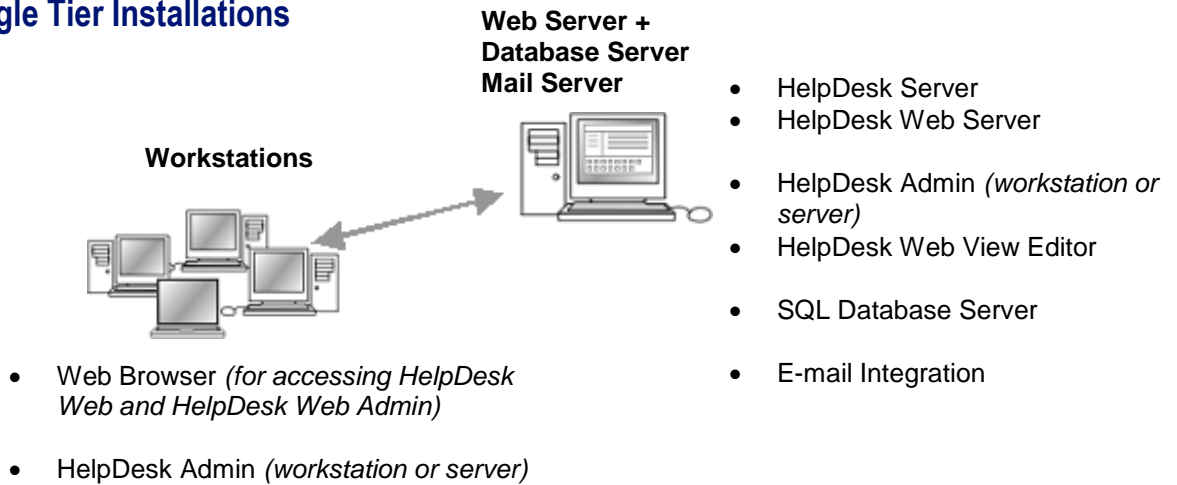 gle Tier Installations
Web Server +
Database Server
Mail Server
Workstations
• HelpDesk Server
• HelpDesk Web Server
• HelpDesk Admin (workstation or
server)
• HelpDesk Web View Editor
• SQL Database Server
• E-mail Integration
• Web Browser (for accessing HelpDesk
Web and HelpDesk Web Admin)
• HelpDesk Admin (workstation or server)